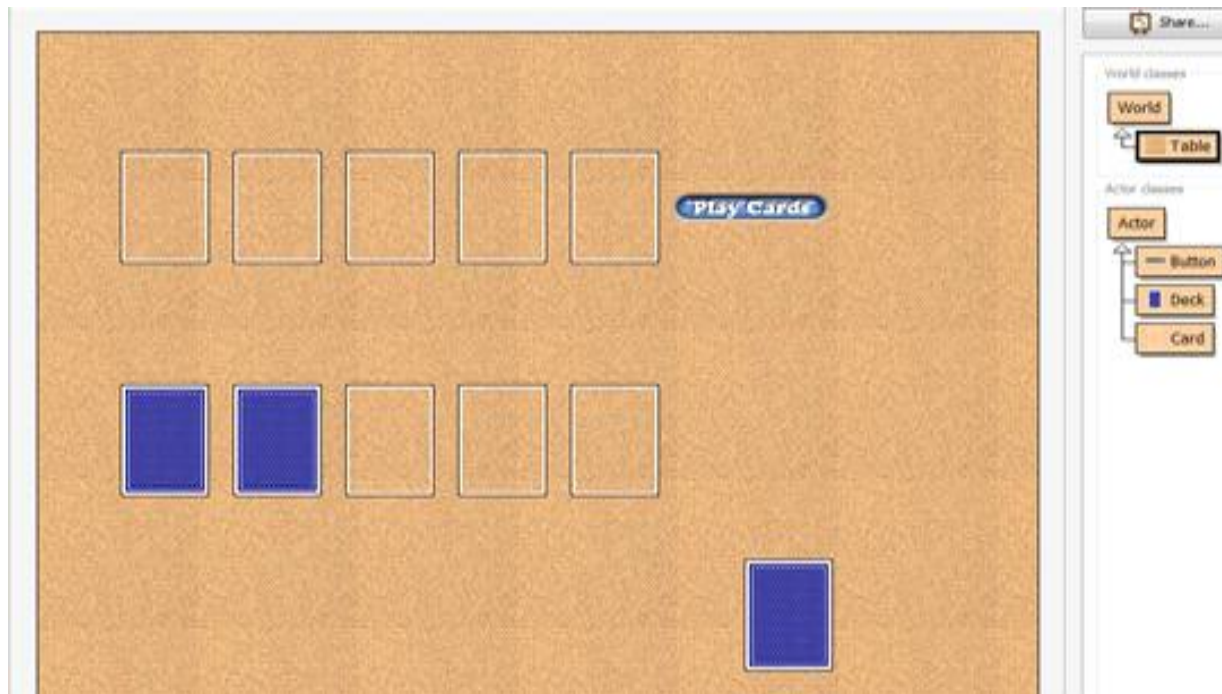 Share...
World classes
World
Table
Play Cards
Actor classes
Actor
Button
Deck
Card